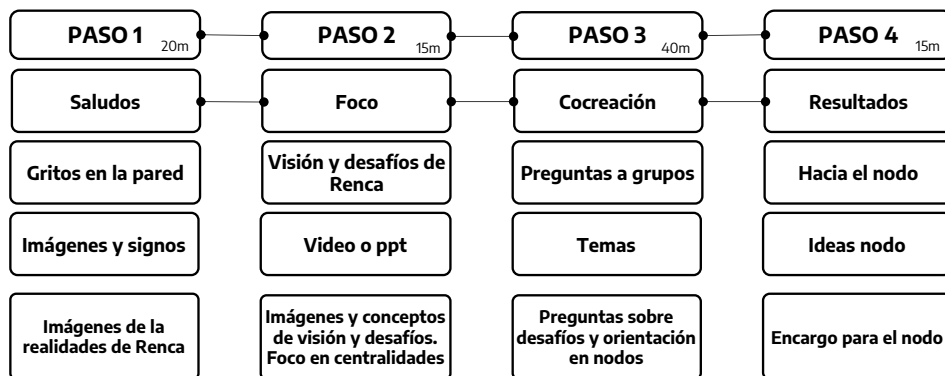 PASO 1
20m
PASO 2
15m
PASO 3
40m
PASO 4
15m
Saludos
Foco
Cocreación
Resultados
Gritos en la pared
Visión y desafíos de
Renca
Preguntas a grupos
Hacia el nodo
Imágenes y signos
Video o ppt
Temas
Ideas nodo
Imágenes de la
realidades de Renca
Imágenes y conceptos
de visión y desafíos.
Foco en centralidades
Preguntas sobre
desafíos y orientación
en nodos
Encargo para el nodo